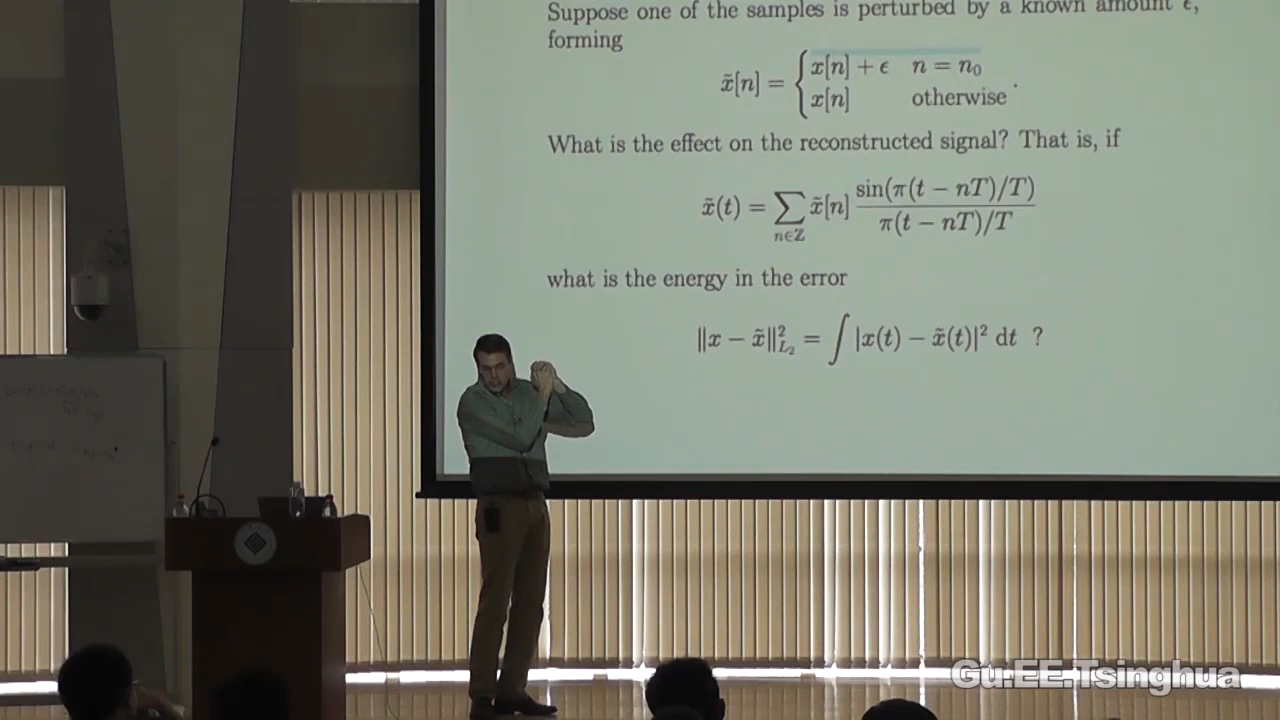 Suppose one of the samples is perturbed by a known amount ϵ,
forming
x̃[n] = { x[n] + ϵ   n = n₀
x[n]   otherwise .
What is the effect on the reconstructed signal? That is, if
x̃(t) = ∑_{n∈ℤ} x̃[n] sin(π(t − nT)/T) / π(t − nT)/T
what is the energy in the error
‖x − x̃‖²_{L₂} = ∫ |x(t) − x̃(t)|² dt ?
Gu.EE.Tsinghua